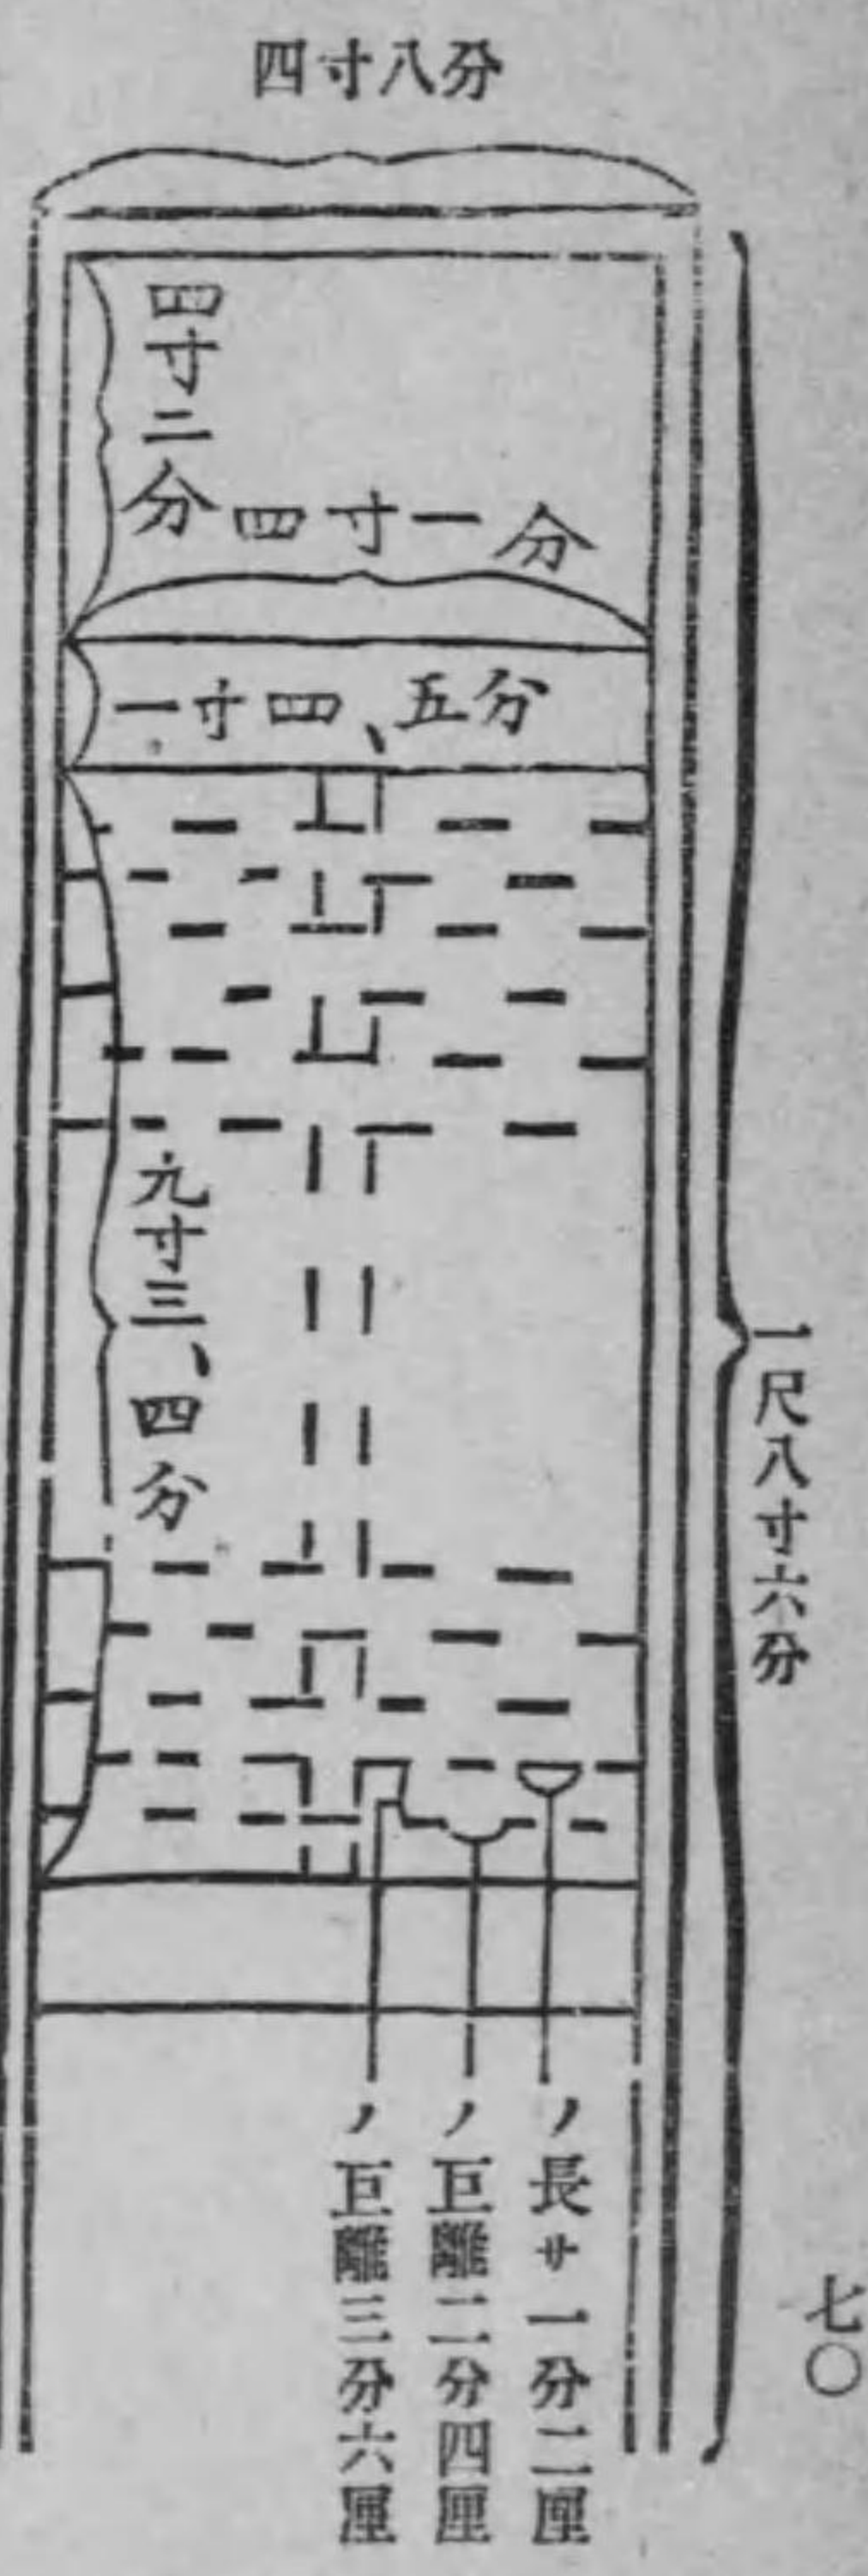 四寸八分
四寸二分
四寸一分
一寸四、五分
九寸三、四分
一尺八寸六分
ノ長サ一分二厘
ノ巨離二分四厘
ノ巨離三分六厘
七〇